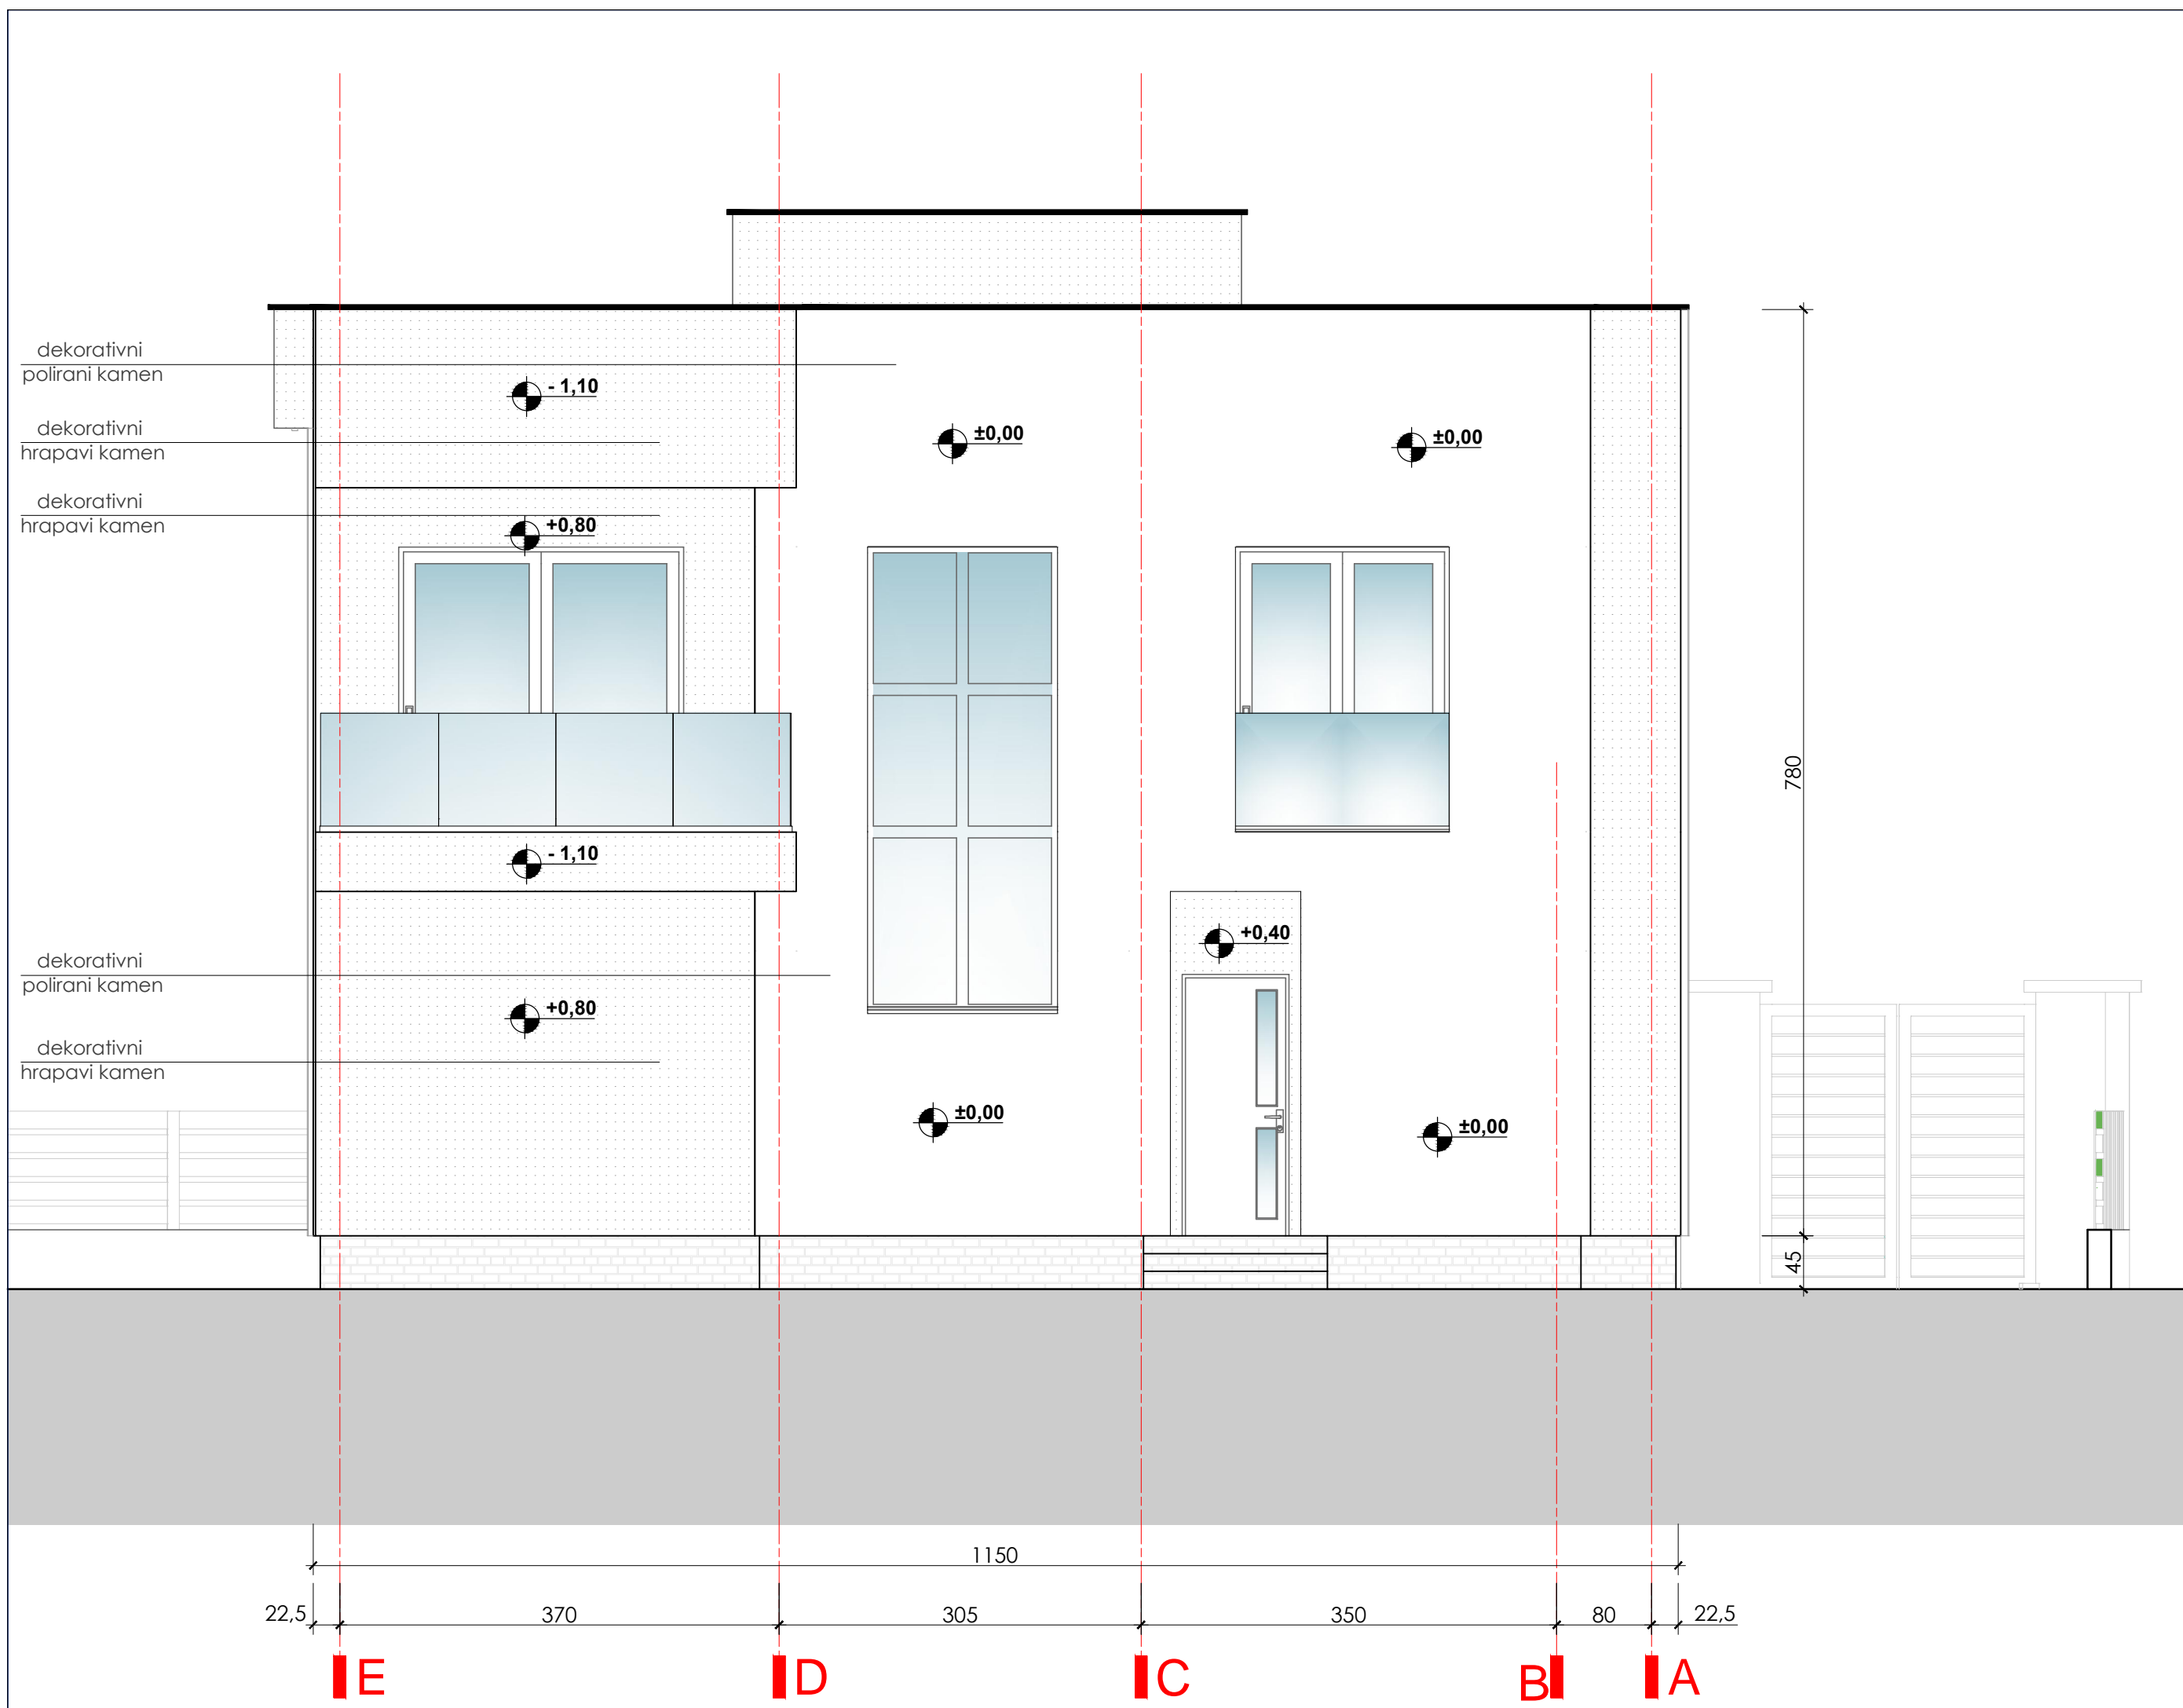 dekorativni
polirani kamen
- 1,10
dekorativni
hrapavi kamen
±0,00
±0,00
dekorativni
hrapavi kamen
+0,80
780
- 1,10
+0,40
dekorativni
polirani kamen
+0,80
dekorativni
hrapavi kamen
±0,00
±0,00
45
1150
22,5
370
305
350
80
22,5
E
D
C
B
A